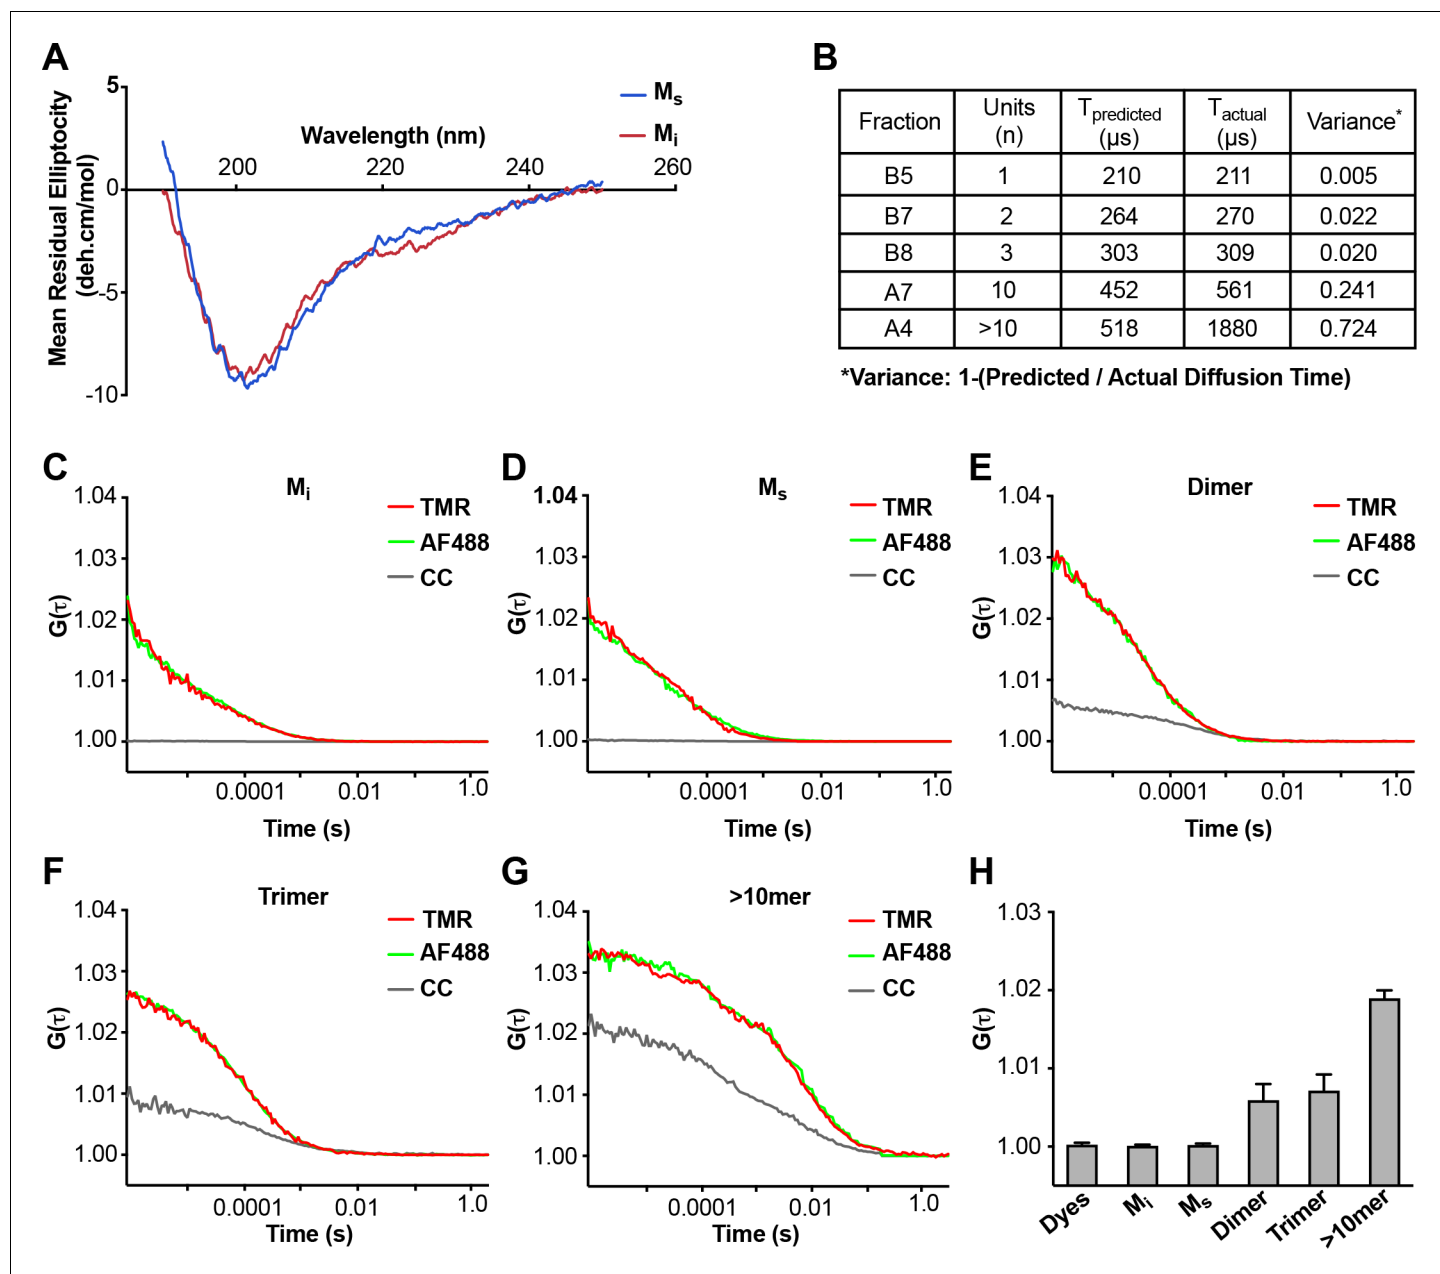 A
5
Ms
Mi
Wavelength (nm)
200
220
240
260
0
-5
-10
Mean Residual Elliptocity
(deh.cm/mol)
B
Fraction Units (n) Tpredicted (µs) Tactual (µs) Variance*
B5 1 210 211 0.005
B7 2 264 270 0.022
B8 3 303 309 0.020
A7 10 452 561 0.241
A4 >10 518 1880 0.724
*Variance: 1-(Predicted / Actual Diffusion Time)
C
Mi
1.04
1.03
1.02
1.01
1.00
G(τ)
TMR
AF488
CC
0.0001 0.01 1.0
Time (s)
D
Ms
1.04
1.03
1.02
1.01
1.00
G(τ)
TMR
AF488
CC
0.0001 0.01 1.0
Time (s)
E
Dimer
1.04
1.03
1.02
1.01
1.00
G(τ)
TMR
AF488
CC
0.0001 0.01 1.0
Time (s)
F
Trimer
1.04
1.03
1.02
1.01
1.00
G(τ)
TMR
AF488
CC
0.0001 0.01 1.0
Time (s)
G
>10mer
1.04
1.03
1.02
1.01
1.00
G(τ)
TMR
AF488
CC
0.0001 0.01 1.0
Time (s)
H
1.03
1.02
1.01
1.00
G(τ)
Dyes
Mi
Ms
Dimer
Trimer
>10mer